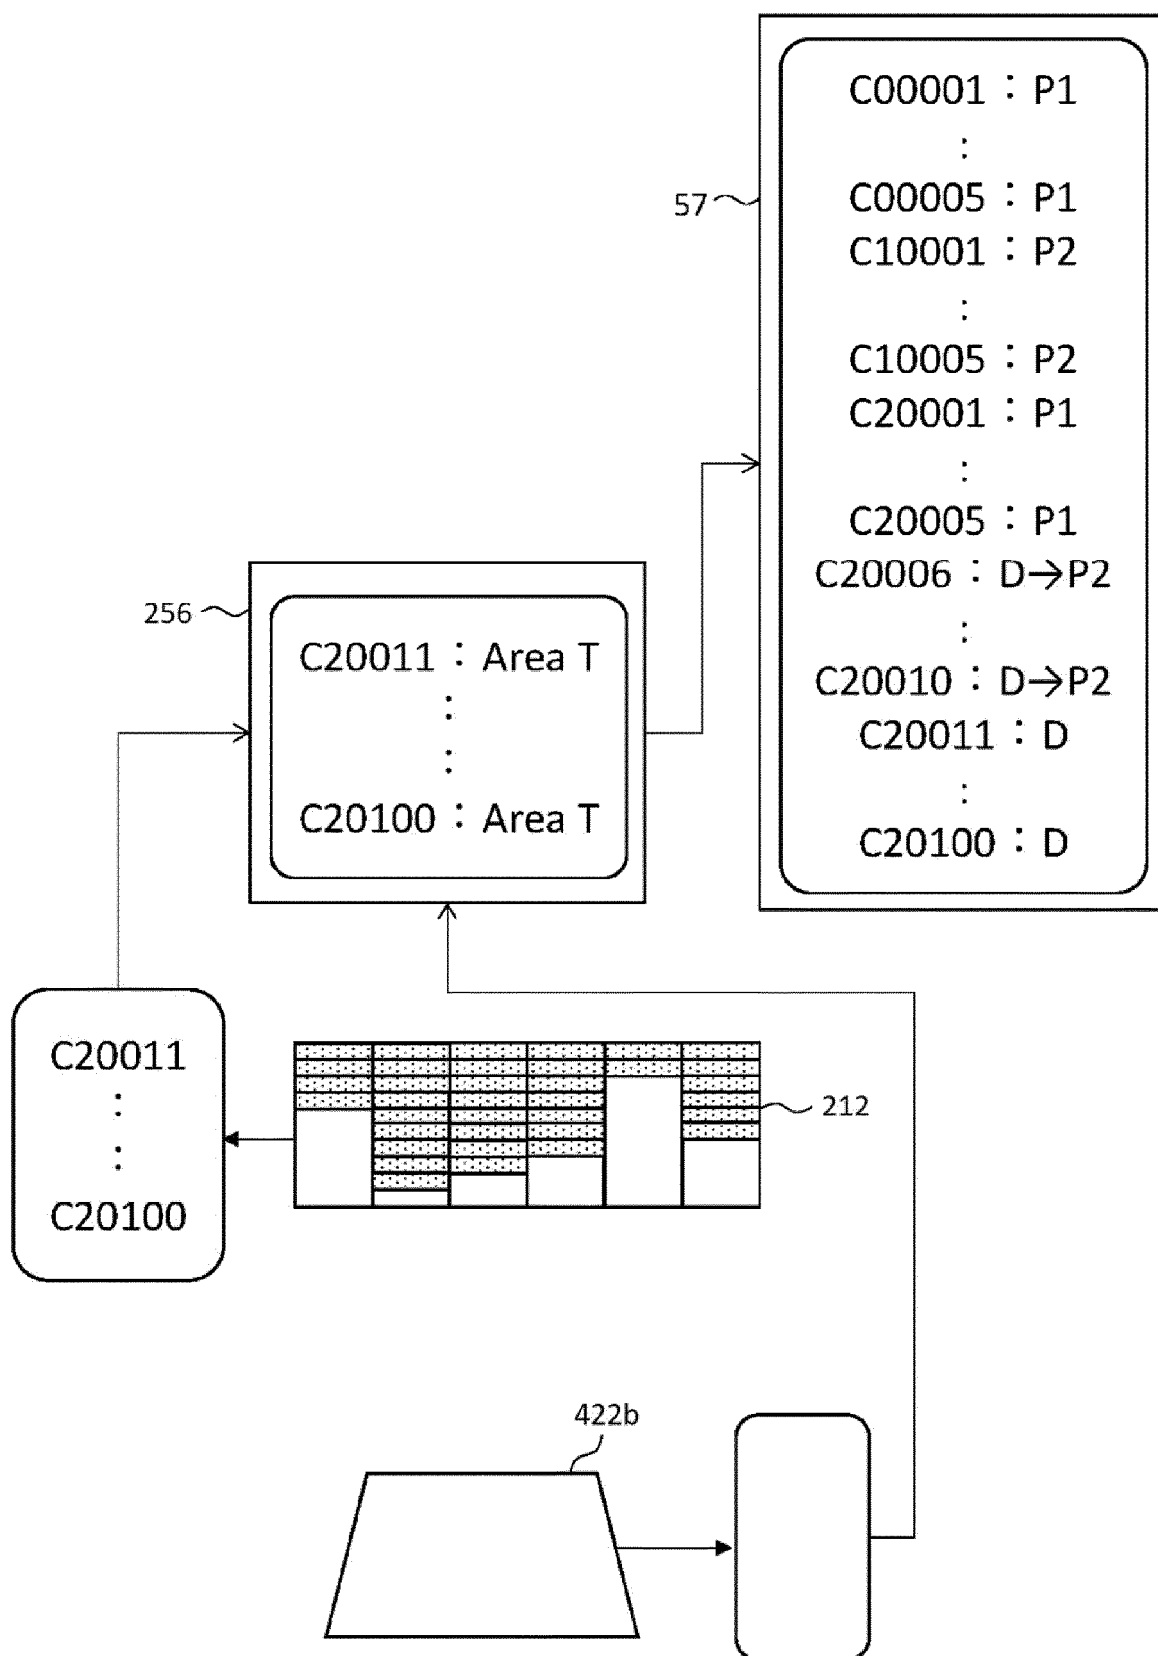 C00001 : P1
:
C00005 : P1
C10001 : P2
:
C10005 : P2
C20001 : P1
:
C20005 : P1
C20006 : D→P2
:
C20010 : D→P2
C20011 : D
:
C20100 : D
57
256
C20011 : Area T
:
:
C20100 : Area T
C20011
:
:
C20100
212
422b